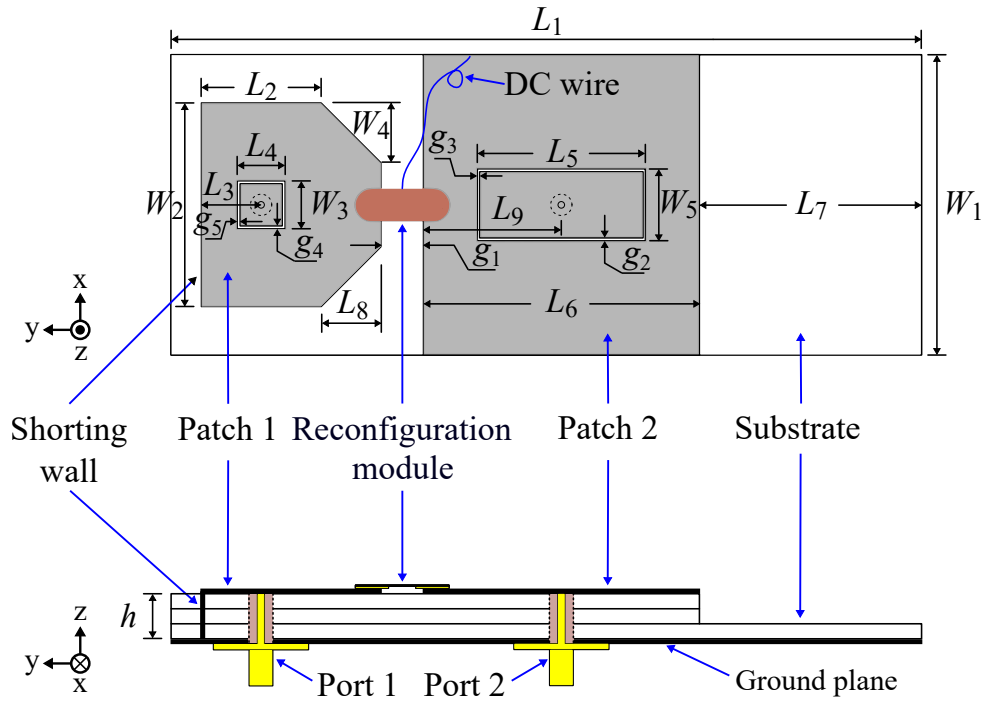 L1
DC wire
L2
W4
g3
L5
L4
L3
W2
W3
L9
W5
L7
W1
g5
g4
g1
g2
L8
L6
x
y
z
Shorting
wall
Patch 1
Reconfiguration
module
Patch 2
Substrate
h
z
y
x
Port 1
Port 2
Ground plane